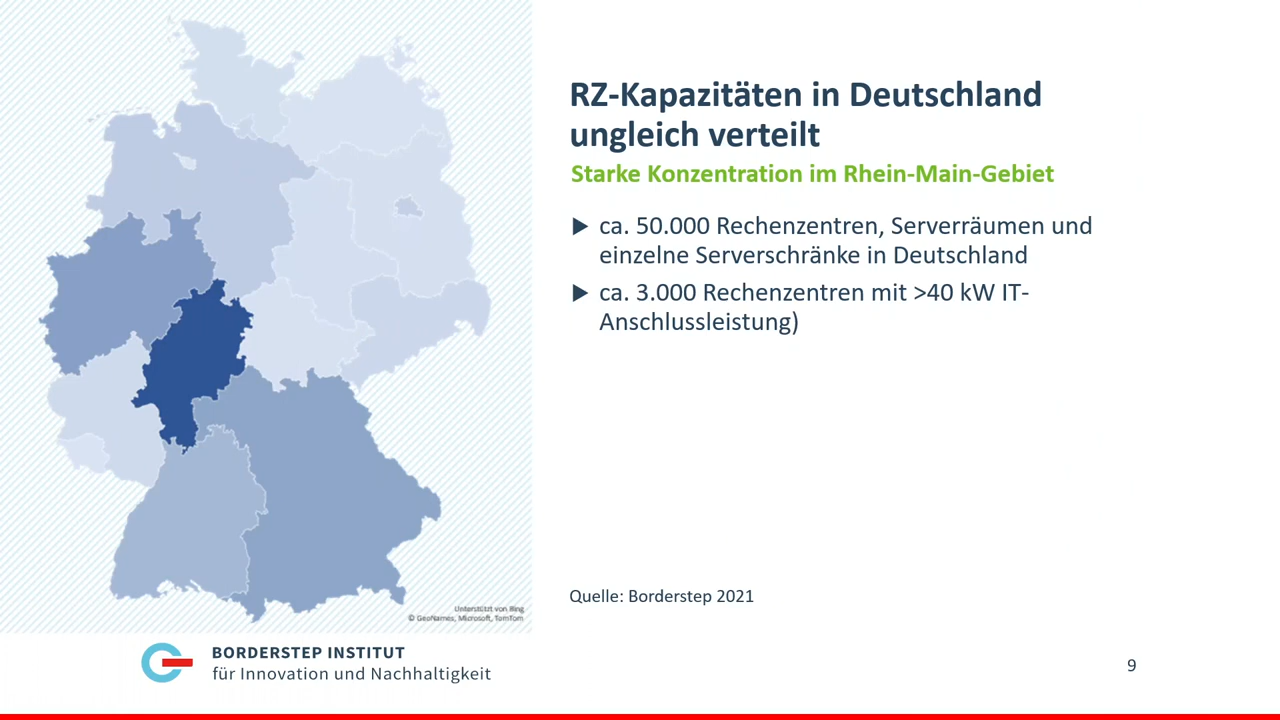 RZ-Kapazitäten in Deutschland
ungleich verteilt
Starke Konzentration im Rhein-Main-Gebiet
▶ ca. 50.000 Rechenzentren, Serverräumen und
einzelne Serverschränke in Deutschland
▶ ca. 3.000 Rechenzentren mit >40 kW IT-
Anschlussleistung)
Quelle: Borderstep 2021
Unterstützt von Bing
© GeoNames, Microsoft, TomTom
BORDERSTEP INSTITUT
für Innovation und Nachhaltigkeit
9